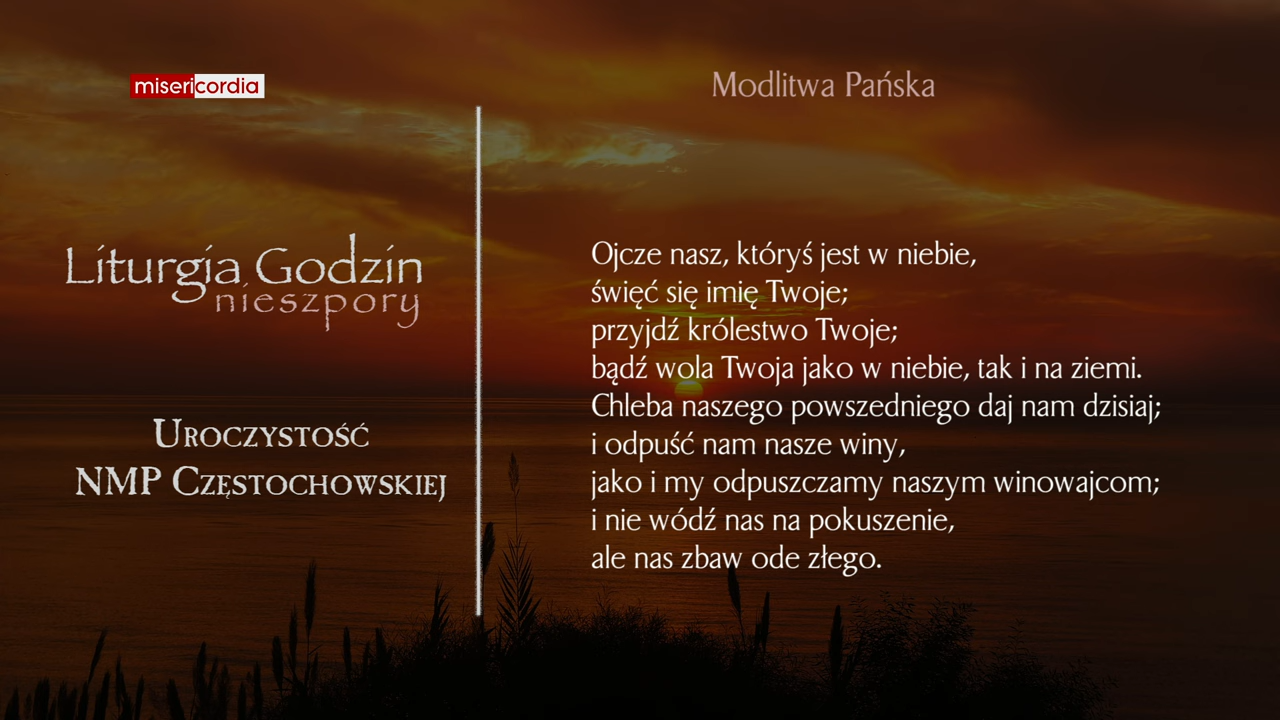 misericordia
Liturgia Godzin
nieszpory
Uroczystość
NMP Częstochowskiej
Modlitwa Pańska
Ojcze nasz, któryś jest w niebie,
święć się imię Twoje;
przyjdź królestwo Twoje;
bądź wola Twoja jako w niebie, tak i na ziemi.
Chleba naszego powszedniego daj nam dzisiaj;
i odpuść nam nasze winy,
jako i my odpuszczamy naszym winowajcom;
i nie wódź nas na pokuszenie,
ale nas zbaw ode złego.